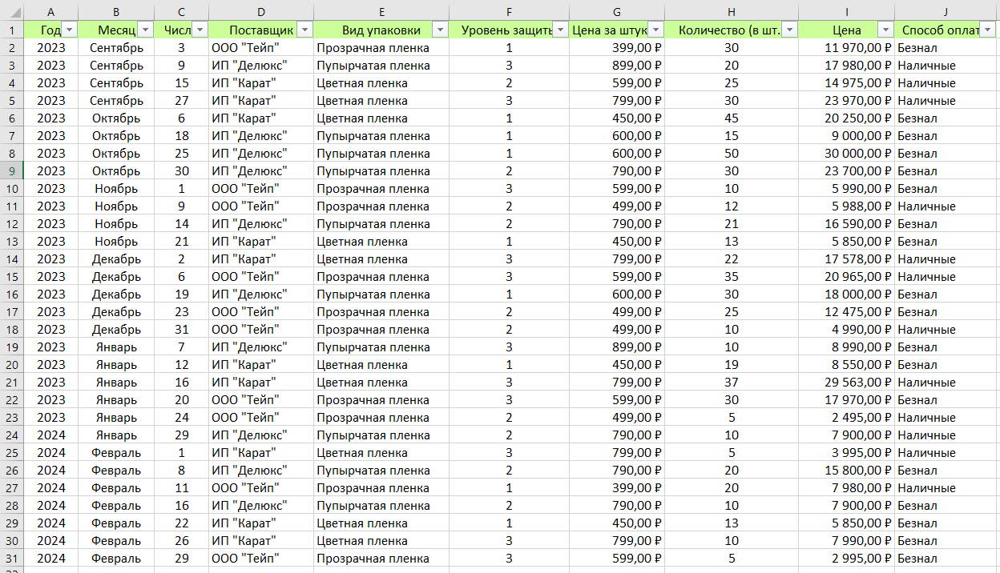 A B C D E F G H I J
1 Год Месяц Числ Поставщик Вид упаковки Уровень защить Цена за штук Количество (в шт. Цена Способ оплат
2 2023 Сентябрь 3 ООО "Тейп" Прозрачная пленка 1 399,00 ₽ 30 11 970,00 ₽ Безнал
3 2023 Сентябрь 9 ИП "Делюкс" Пупырчатая пленка 3 899,00 ₽ 20 17 980,00 ₽ Наличные
4 2023 Сентябрь 15 ИП "Карат" Цветная пленка 2 599,00 ₽ 25 14 975,00 ₽ Наличные
5 2023 Сентябрь 27 ИП "Карат" Цветная пленка 3 799,00 ₽ 30 23 970,00 ₽ Наличные
6 2023 Октябрь 6 ИП "Карат" Цветная пленка 1 450,00 ₽ 45 20 250,00 ₽ Безнал
7 2023 Октябрь 18 ИП "Делюкс" Пупырчатая пленка 1 600,00 ₽ 15 9 000,00 ₽ Безнал
8 2023 Октябрь 25 ИП "Делюкс" Пупырчатая пленка 1 600,00 ₽ 50 30 000,00 ₽ Безнал
9 2023 Октябрь 30 ИП "Делюкс" Пупырчатая пленка 2 790,00 ₽ 30 23 700,00 ₽ Безнал
10 2023 Ноябрь 1 ООО "Тейп" Прозрачная пленка 3 599,00 ₽ 10 5 990,00 ₽ Безнал
11 2023 Ноябрь 9 ООО "Тейп" Прозрачная пленка 2 499,00 ₽ 12 5 988,00 ₽ Наличные
12 2023 Ноябрь 14 ИП "Делюкс" Пупырчатая пленка 2 790,00 ₽ 21 16 590,00 ₽ Безнал
13 2023 Ноябрь 21 ИП "Карат" Цветная пленка 1 450,00 ₽ 13 5 850,00 ₽ Безнал
14 2023 Декабрь 2 ИП "Карат" Цветная пленка 3 799,00 ₽ 22 17 578,00 ₽ Наличные
15 2023 Декабрь 6 ООО "Тейп" Прозрачная пленка 3 599,00 ₽ 35 20 965,00 ₽ Наличные
16 2023 Декабрь 19 ИП "Делюкс" Пупырчатая пленка 1 600,00 ₽ 30 18 000,00 ₽ Безнал
17 2023 Декабрь 23 ООО "Тейп" Прозрачная пленка 2 499,00 ₽ 25 12 475,00 ₽ Безнал
18 2023 Декабрь 31 ООО "Тейп" Прозрачная пленка 2 499,00 ₽ 10 4 990,00 ₽ Наличные
19 2023 Январь 7 ИП "Делюкс" Пупырчатая пленка 3 899,00 ₽ 10 8 990,00 ₽ Безнал
20 2023 Январь 12 ИП "Карат" Цветная пленка 1 450,00 ₽ 19 8 550,00 ₽ Безнал
21 2023 Январь 16 ИП "Карат" Цветная пленка 3 799,00 ₽ 37 29 563,00 ₽ Наличные
22 2023 Январь 20 ООО "Тейп" Прозрачная пленка 3 599,00 ₽ 30 17 970,00 ₽ Безнал
23 2023 Январь 24 ООО "Тейп" Прозрачная пленка 2 499,00 ₽ 5 2 495,00 ₽ Наличные
24 2024 Январь 29 ИП "Делюкс" Пупырчатая пленка 2 790,00 ₽ 10 7 900,00 ₽ Наличные
25 2024 Февраль 1 ИП "Карат" Цветная пленка 3 799,00 ₽ 5 3 995,00 ₽ Наличные
26 2024 Февраль 8 ИП "Делюкс" Пупырчатая пленка 2 790,00 ₽ 20 15 800,00 ₽ Безнал
27 2024 Февраль 11 ООО "Тейп" Прозрачная пленка 1 399,00 ₽ 20 7 980,00 ₽ Наличные
28 2024 Февраль 16 ИП "Делюкс" Пупырчатая пленка 2 790,00 ₽ 10 7 900,00 ₽ Безнал
29 2024 Февраль 22 ИП "Карат" Цветная пленка 1 450,00 ₽ 13 5 850,00 ₽ Безнал
30 2024 Февраль 26 ИП "Карат" Цветная пленка 3 799,00 ₽ 10 7 990,00 ₽ Безнал
31 2024 Февраль 29 ООО "Тейп" Прозрачная пленка 3 599,00 ₽ 5 2 995,00 ₽ Безнал